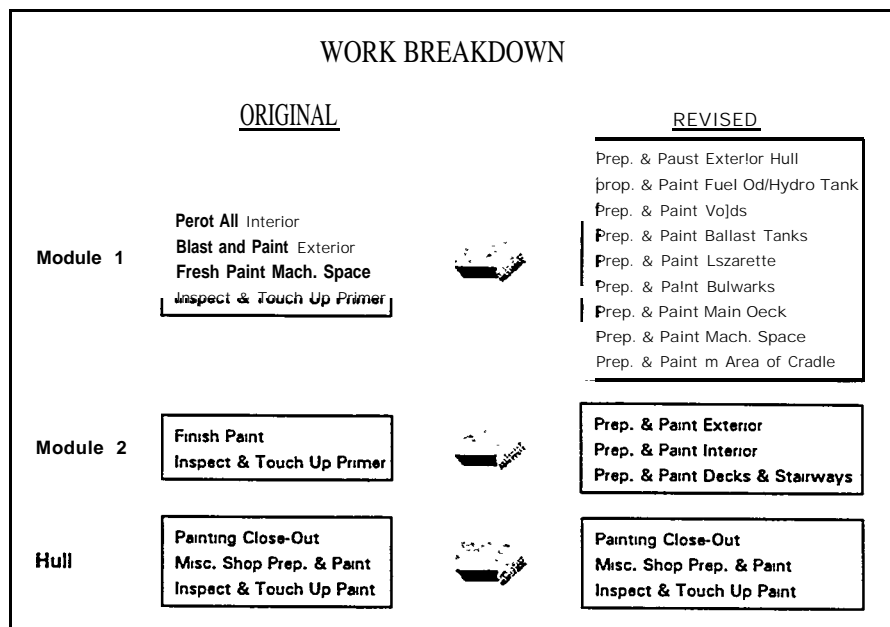 WORK BREAKDOWN
ORIGINAL
REVISED
Module 1
Perot All Interior
Blast and Paint Exterior
Fresh Paint Mach. Space
Inspect & Touch Up Primer
Prep. & Paust Exter!or Hull
prop. & Paint Fuel Od/Hydro Tank
Prep. & Paint Vo]ds
Prep. & Paint Ballast Tanks
Prep. & Paint Lszarette
Prep. & Pa!nt Bulwarks
Prep. & Paint Main Oeck
Prep. & Paint Mach. Space
Prep. & Paint m Area of Cradle
Module 2
Finish Paint
Inspect & Touch Up Primer
Prep. & Paint Exterior
Prep. & Paint Interior
Prep. & Paint Decks & Stairways
Hull
Painting Close-Out
Misc. Shop Prep. & Paint
Inspect & Touch Up Paint
Painting Close-Out
Misc. Shop Prep. & Paint
Inspect & Touch Up Paint